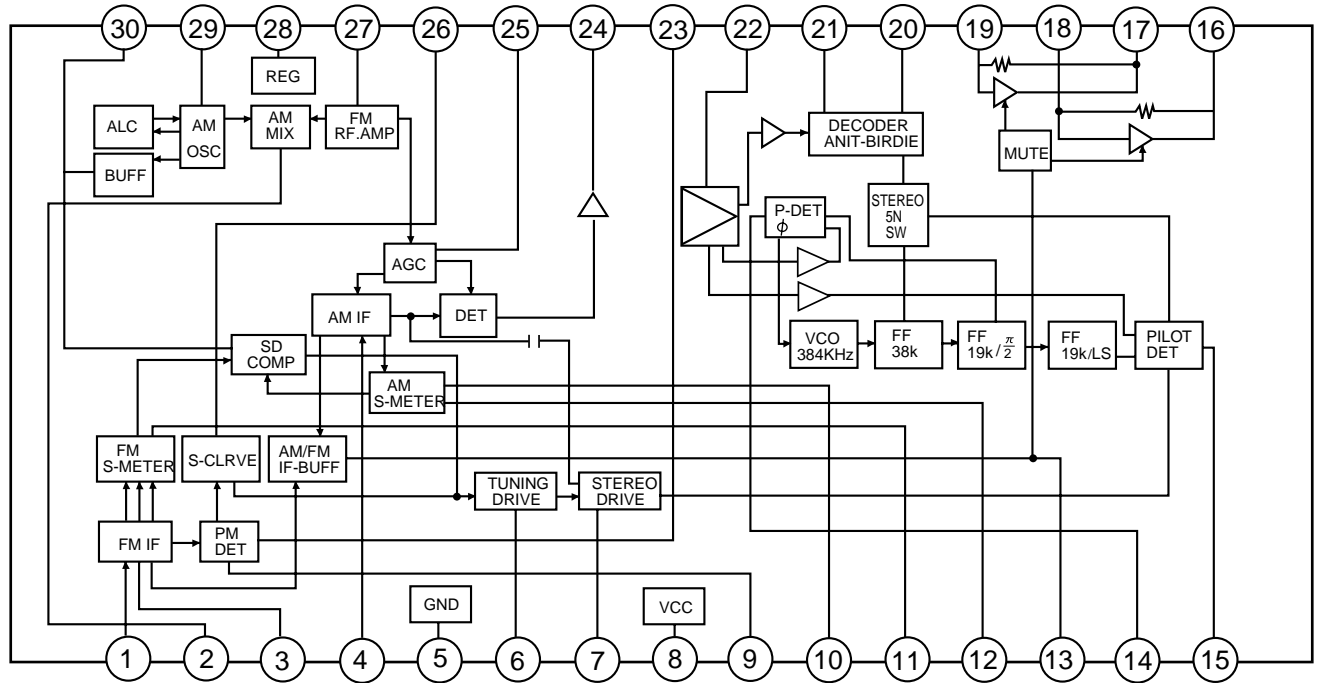 30 29 28 27 26 25 24 23 22 21 20 19 18 17 16
REG
ALC
AM
OSC
AM
MIX
FM
RF.AMP
BUFF
DECODER
ANIT-BIRDIE
MUTE
STEREO
5N
SW
P-DET
ϕ
AGC
AM IF
DET
SD
COMP
AM
S-METER
VCO
384KHz
FF
38k
FF
19k/π/2
FF
19k/LS
PILOT
DET
FM
S-METER
S-CLRVE
AM/FM
IF-BUFF
TUNING
DRIVE
STEREO
DRIVE
FM IF
PM
DET
GND
VCC
1 2 3 4 5 6 7 8 9 10 11 12 13 14 15